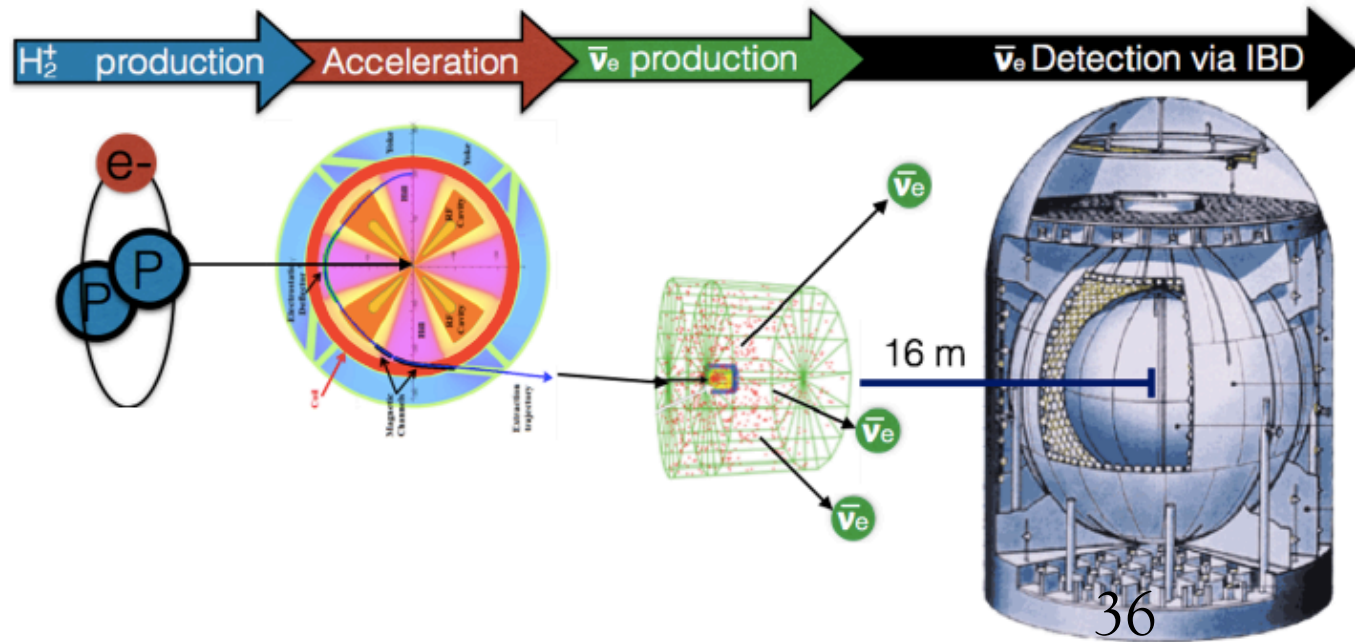 H₂⁺ production
Acceleration
ν̄e production
ν̄e Detection via IBD
e-
P
P
Yoke
Yoke
Hill
RF
Cavity
Electrostatic
Deflector
RF
Cavity
Hill
Coil
Magnetic
Channels
Extraction
trajectory
ν̄e
ν̄e
ν̄e
16 m
36